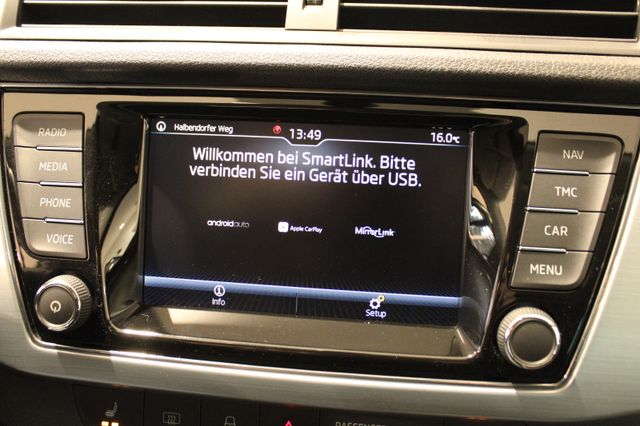 Halbendorfer Weg
13:49
16.0°C
Willkommen bei SmartLink. Bitte
verbinden Sie ein Gerät über USB.
androidauto
Apple CarPlay
MirrorLink
Info
Setup
RADIO
MEDIA
PHONE
VOICE
NAV
TMC
CAR
MENU